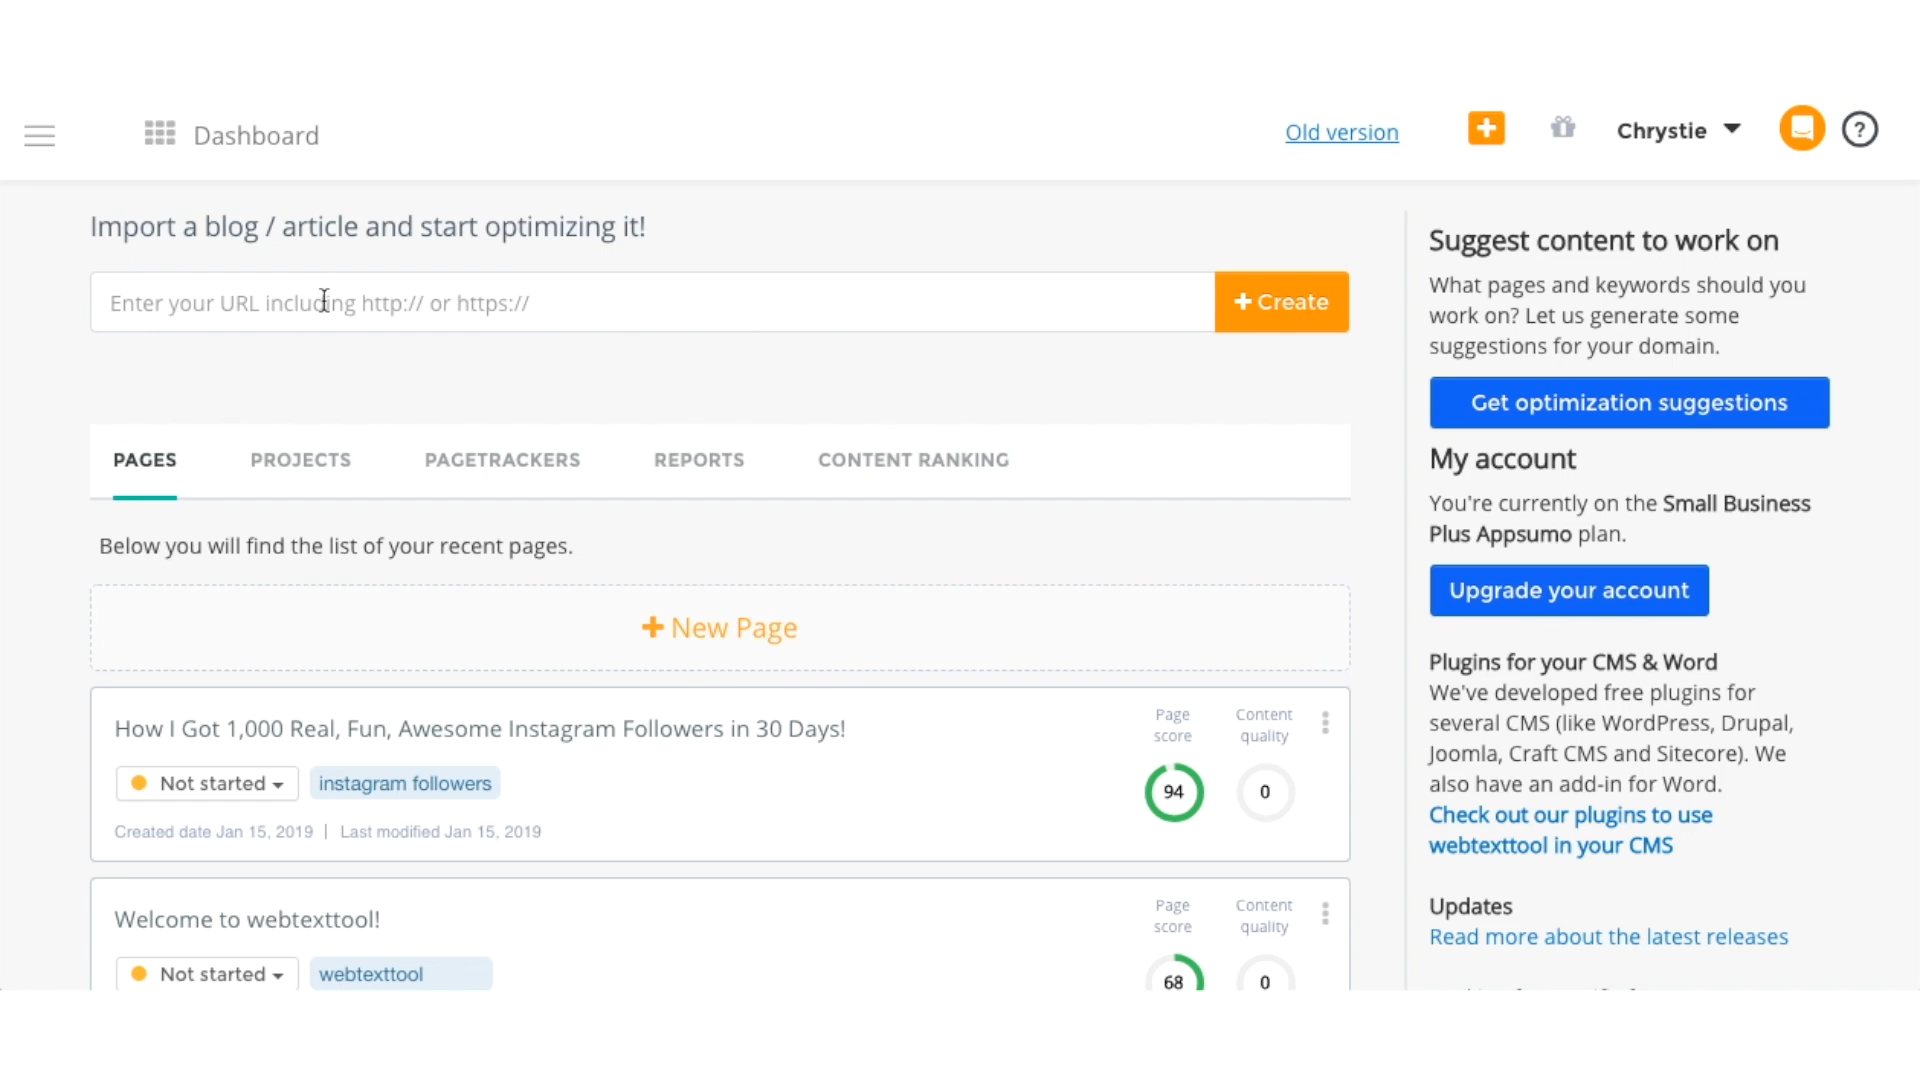 Dashboard
Old version
Chrystie
?
Import a blog / article and start optimizing it!
Enter your URL including http:// or https://
+ Create
PAGES PROJECTS PAGETRACKERS REPORTS CONTENT RANKING
Below you will find the list of your recent pages.
+ New Page
How I Got 1,000 Real, Fun, Awesome Instagram Followers in 30 Days!
Not started
instagram followers
Created date Jan 15, 2019 | Last modified Jan 15, 2019
Page
score
94
Content
quality
0
Welcome to webtexttool!
Not started
webtexttool
Page
score
68
Content
quality
0
Suggest content to work on
What pages and keywords should you
work on? Let us generate some
suggestions for your domain.
Get optimization suggestions
My account
You're currently on the Small Business
Plus Appsumo plan.
Upgrade your account
Plugins for your CMS & Word
We've developed free plugins for
several CMS (like WordPress, Drupal,
Joomla, Craft CMS and Sitecore). We
also have an add-in for Word.
Check out our plugins to use
webtexttool in your CMS
Updates
Read more about the latest releases